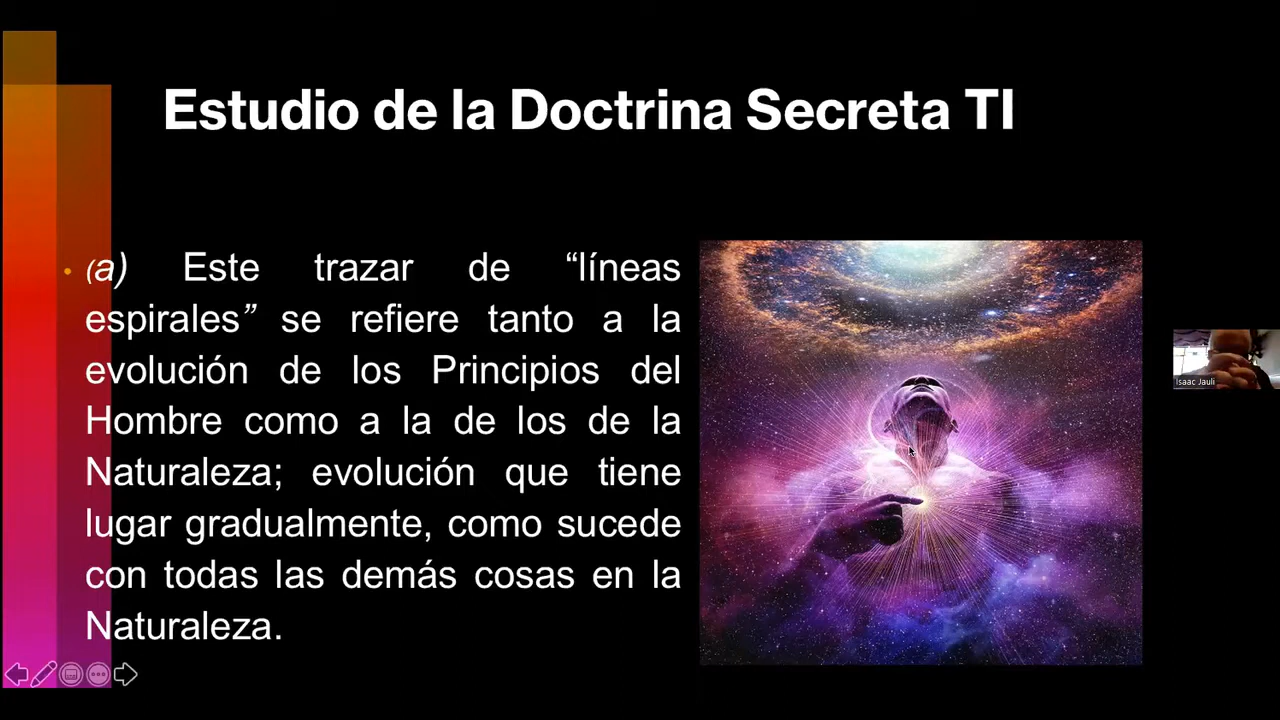 Estudio de la Doctrina Secreta TI
• (a) Este trazar de “líneas
espirales” se refiere tanto a la
evolución de los Principios del
Hombre como a la de los de la
Naturaleza; evolución que tiene
lugar gradualmente, como sucede
con todas las demás cosas en la
Naturaleza.
Isaac Jauli